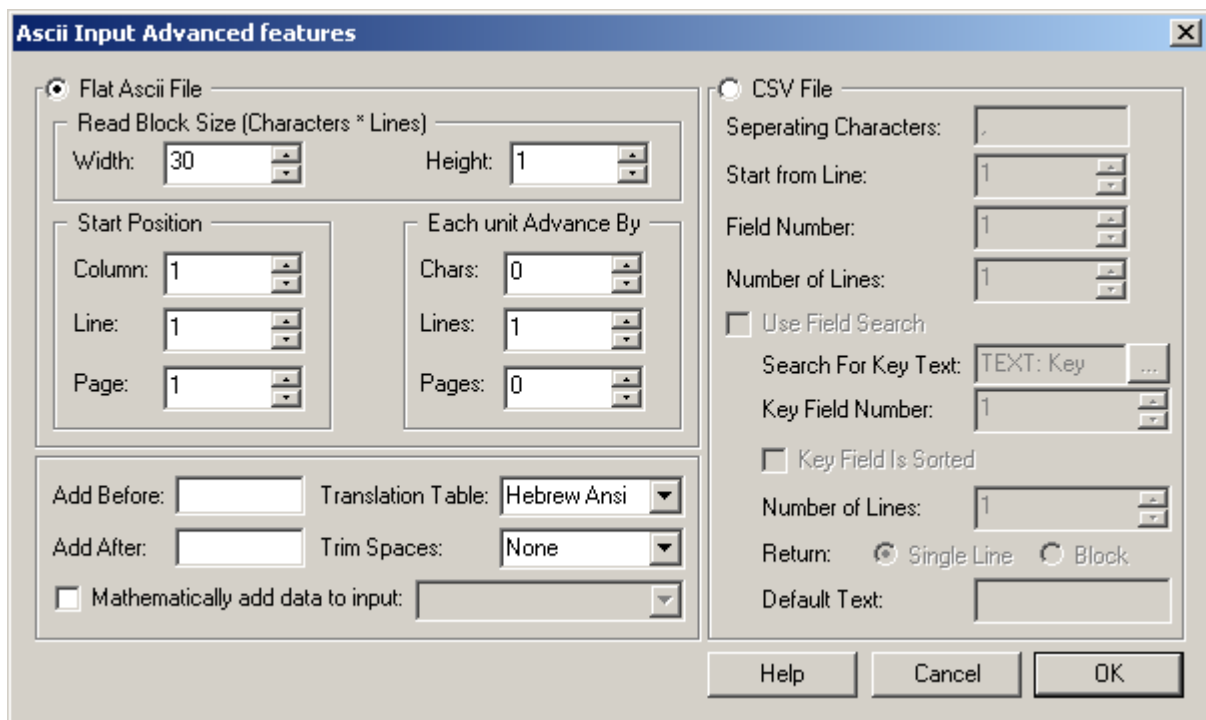 Ascii Input Advanced features
Flat Ascii File
Read Block Size (Characters * Lines)
Width: 30 Height: 1
Start Position
Column: 1
Line: 1
Page: 1
Each unit Advance By
Chars: 0
Lines: 1
Pages: 0
Add Before: Translation Table: Hebrew Ansi
Add After: Trim Spaces: None
Mathematically add data to input:
CSV File
Seperating Characters: ,
Start from Line: 1
Field Number: 1
Number of Lines: 1
Use Field Search
Search For Key Text: TEXT: Key ...
Key Field Number: 1
Key Field Is Sorted
Number of Lines: 1
Return: Single Line Block
Default Text:
Help Cancel OK